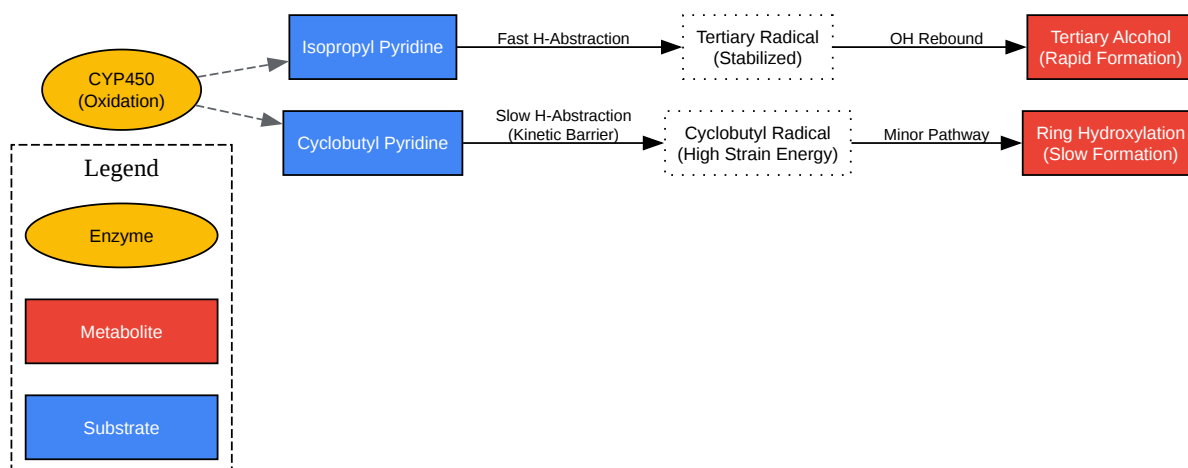 CYP450
(Oxidation)
Isopropyl Pyridine
Fast H-Abstraction
Tertiary Radical
(Stabilized)
OH Rebound
Tertiary Alcohol
(Rapid Formation)
Cyclobutyl Pyridine
Slow H-Abstraction
(Kinetic Barrier)
Cyclobutyl Radical
(High Strain Energy)
Minor Pathway
Ring Hydroxylation
(Slow Formation)
Legend
Enzyme
Metabolite
Substrate